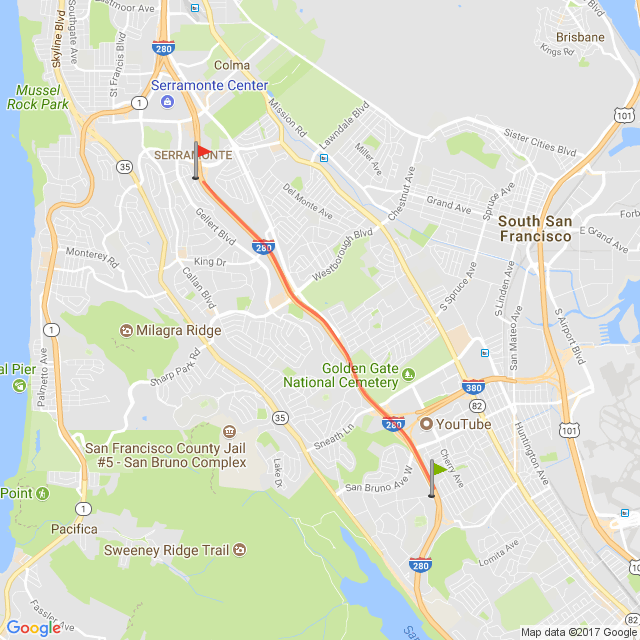 Eastmoor Ave
Southgate Ave
Skyline Blvd
St Francis Blvd
280
Colma
Brisbane
Kings Rd
Mussel
Rock Park
Serramonte Center
1
101
Mission Rd
Lawndale Blvd
Sister Cities Blvd
SERRAMONTE
35
Miller Ave
Chestnut Ave
Del Monte Ave
Grand Ave
Spruce Ave
South San
Francisco
E Grand Ave
Gellert Blvd
280
Westborough Blvd
Monterey Rd
King Dr
Callan Blvd
S Spruce Ave
S Linden Ave
S Airport Blvd
1
Milagra Ridge
San Mateo Ave
Palmetto Ave
Sharp Park Rd
Golden Gate
National Cemetery
al Pier
380
82
35
280
YouTube
101
Sneath Ln
San Francisco County Jail
#5 - San Bruno Complex
Huntington Ave
Lake Dr
Cherry Ave
San Bruno Ave W
Point
1
Pacifica
Sweeney Ridge Trail
Lomita Ave
280
Fassler Ave
Google
Map data ©2017 Google